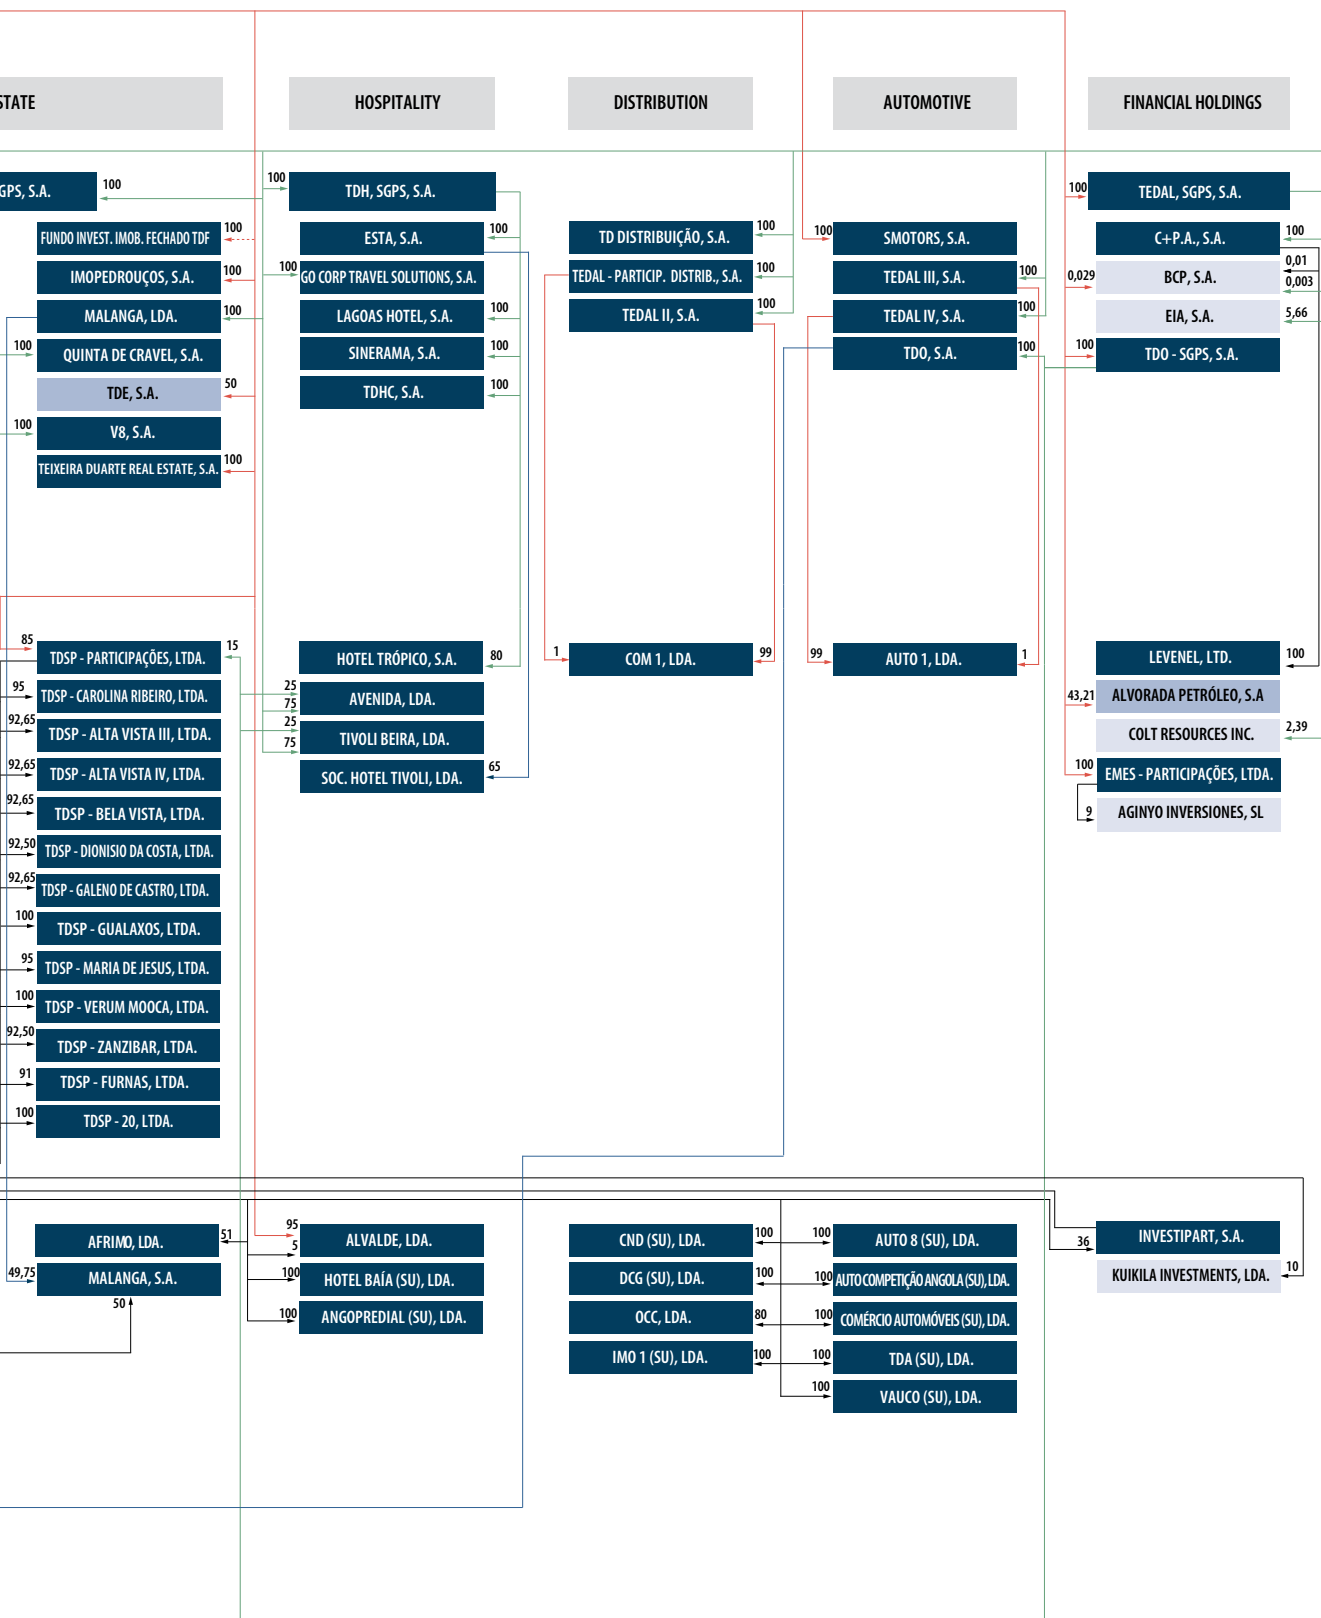 STATE
HOSPITALITY
DISTRIBUTION
AUTOMOTIVE
FINANCIAL HOLDINGS
GPS, S.A.
100
100
TDH, SGPS, S.A.
100
TEDAL, SGPS, S.A.
FUNDO INVEST. IMOB. FECHADO TDF
100
ESTA, S.A.
100
TD DISTRIBUIÇÃO, S.A.
100
100
SMOTORS, S.A.
C+P.A., S.A.
100
IMOPEDROUÇOS, S.A.
100
100
GO CORP TRAVEL SOLUTIONS, S.A.
TEDAL - PARTICIP. DISTRIB., S.A.
100
TEDAL III, S.A.
100
0,029
BCP, S.A.
0,01
0,003
MALANGA, LDA.
100
LAGOAS HOTEL, S.A.
100
TEDAL II, S.A.
100
TEDAL IV, S.A.
100
EIA, S.A.
5,66
100
QUINTA DE CRAVEL, S.A.
SINERAMA, S.A.
100
TDO, S.A.
100
100
TDO - SGPS, S.A.
TDE, S.A.
50
TDHC, S.A.
100
100
V8, S.A.
TEIXEIRA DUARTE REAL ESTATE, S.A.
100
85
TDSP - PARTICIPAÇÕES, LTDA.
15
HOTEL TRÓPICO, S.A.
80
1
COM 1, LDA.
99
99
AUTO 1, LDA.
1
LEVENEL, LTD.
100
95
TDSP - CAROLINA RIBEIRO, LTDA.
25
75
AVENIDA, LDA.
43,21
ALVORADA PETRÓLEO, S.A
92,65
TDSP - ALTA VISTA III, LTDA.
25
75
TIVOLI BEIRA, LDA.
COLT RESOURCES INC.
2,39
92,65
TDSP - ALTA VISTA IV, LTDA.
SOC. HOTEL TIVOLI, LDA.
65
100
EMES - PARTICIPAÇÕES, LTDA.
92,65
TDSP - BELA VISTA, LTDA.
9
AGINYO INVERSIONES, SL
92,50
TDSP - DIONISIO DA COSTA, LTDA.
92,65
TDSP - GALENO DE CASTRO, LTDA.
100
TDSP - GUALAXOS, LTDA.
95
TDSP - MARIA DE JESUS, LTDA.
100
TDSP - VERUM MOOCA, LTDA.
92,50
TDSP - ZANZIBAR, LTDA.
91
TDSP - FURNAS, LTDA.
100
TDSP - 20, LTDA.
AFRIMO, LDA.
51
95
5
ALVALDE, LDA.
CND (SU), LDA.
100
100
AUTO 8 (SU), LDA.
36
INVESTIPART, S.A.
49,75
MALANGA, S.A.
50
100
HOTEL BAÍA (SU), LDA.
DCG (SU), LDA.
100
100
AUTO COMPETIÇÃO ANGOLA (SU), LDA.
KUIKILA INVESTMENTS, LDA.
10
100
ANGOPREDIAL (SU), LDA.
OCC, LDA.
80
100
COMÉRCIO AUTOMÓVEIS (SU), LDA.
IMO 1 (SU), LDA.
100
100
TDA (SU), LDA.
100
VAUCO (SU), LDA.